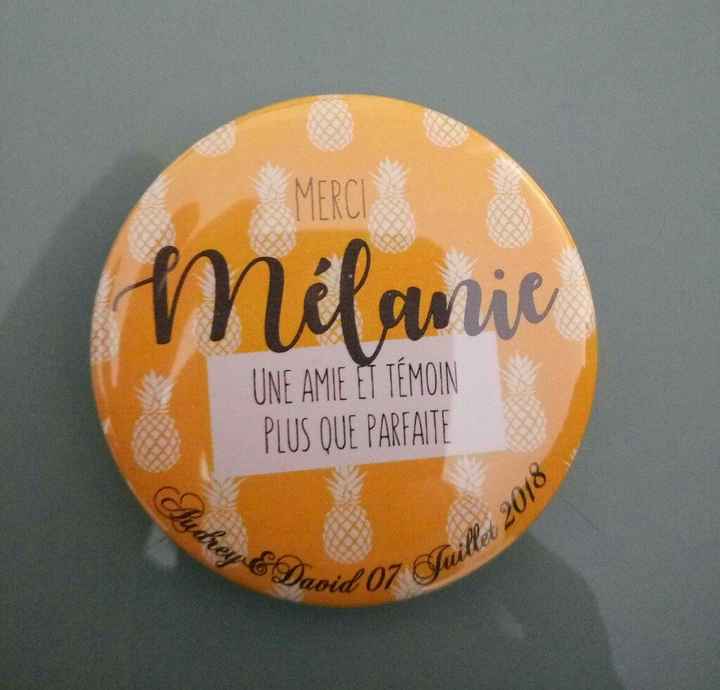 MERCI
Mélanie
UNE AMIE ET TÉMOIN
PLUS QUE PARFAITE
Audrey & David 07 Juillet 2018